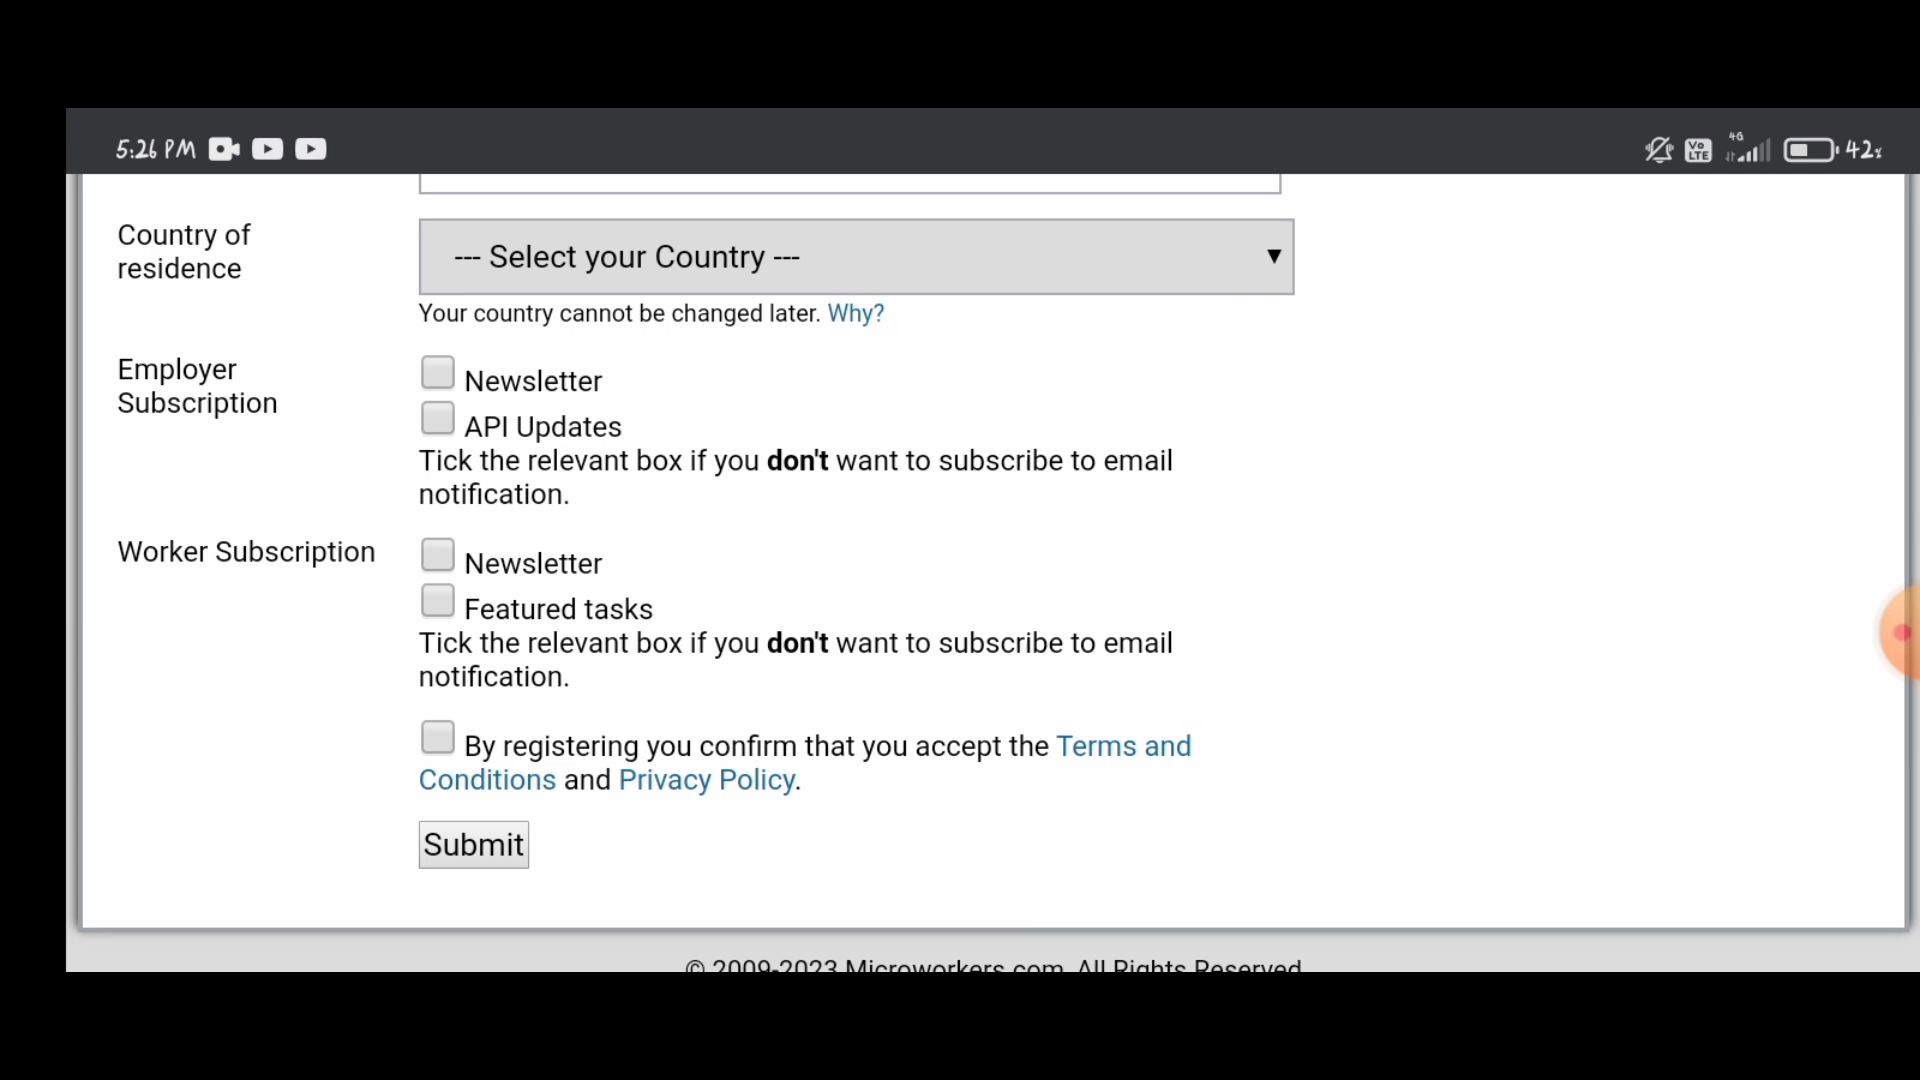 5:26 PM
4G
Vo
LTE
42%
Country of
residence
--- Select your Country ---
Your country cannot be changed later. Why?
Employer
Subscription
Newsletter
API Updates
Tick the relevant box if you don't want to subscribe to email
notification.
Worker Subscription
Newsletter
Featured tasks
Tick the relevant box if you don't want to subscribe to email
notification.
By registering you confirm that you accept the Terms and
Conditions and Privacy Policy.
Submit
© 2009-2023 Microworkers.com. All Rights Reserved